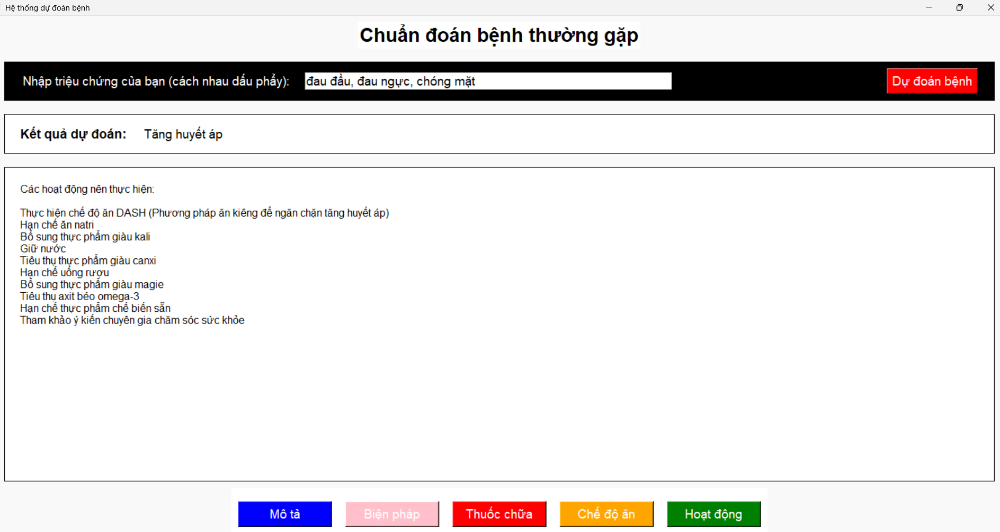 Hệ thống dự đoán bệnh
Chuẩn đoán bệnh thường gặp
Nhập triệu chứng của bạn (cách nhau dấu phẩy): đau đầu, đau ngực, chóng mặt Dự đoán bệnh
Kết quả dự đoán: Tăng huyết áp
Các hoạt động nên thực hiện:
Thực hiện chế độ ăn DASH (Phương pháp ăn kiêng để ngăn chặn tăng huyết áp)
Hạn chế ăn natri
Bổ sung thực phẩm giàu kali
Giữ nước
Tiêu thụ thực phẩm giàu canxi
Hạn chế uống rượu
Bổ sung thực phẩm giàu magie
Tiêu thụ axit béo omega-3
Hạn chế thực phẩm chế biến sẵn
Tham khảo ý kiến chuyên gia chăm sóc sức khỏe
Mô tả Biện pháp Thuốc chữa Chế độ ăn Hoạt động